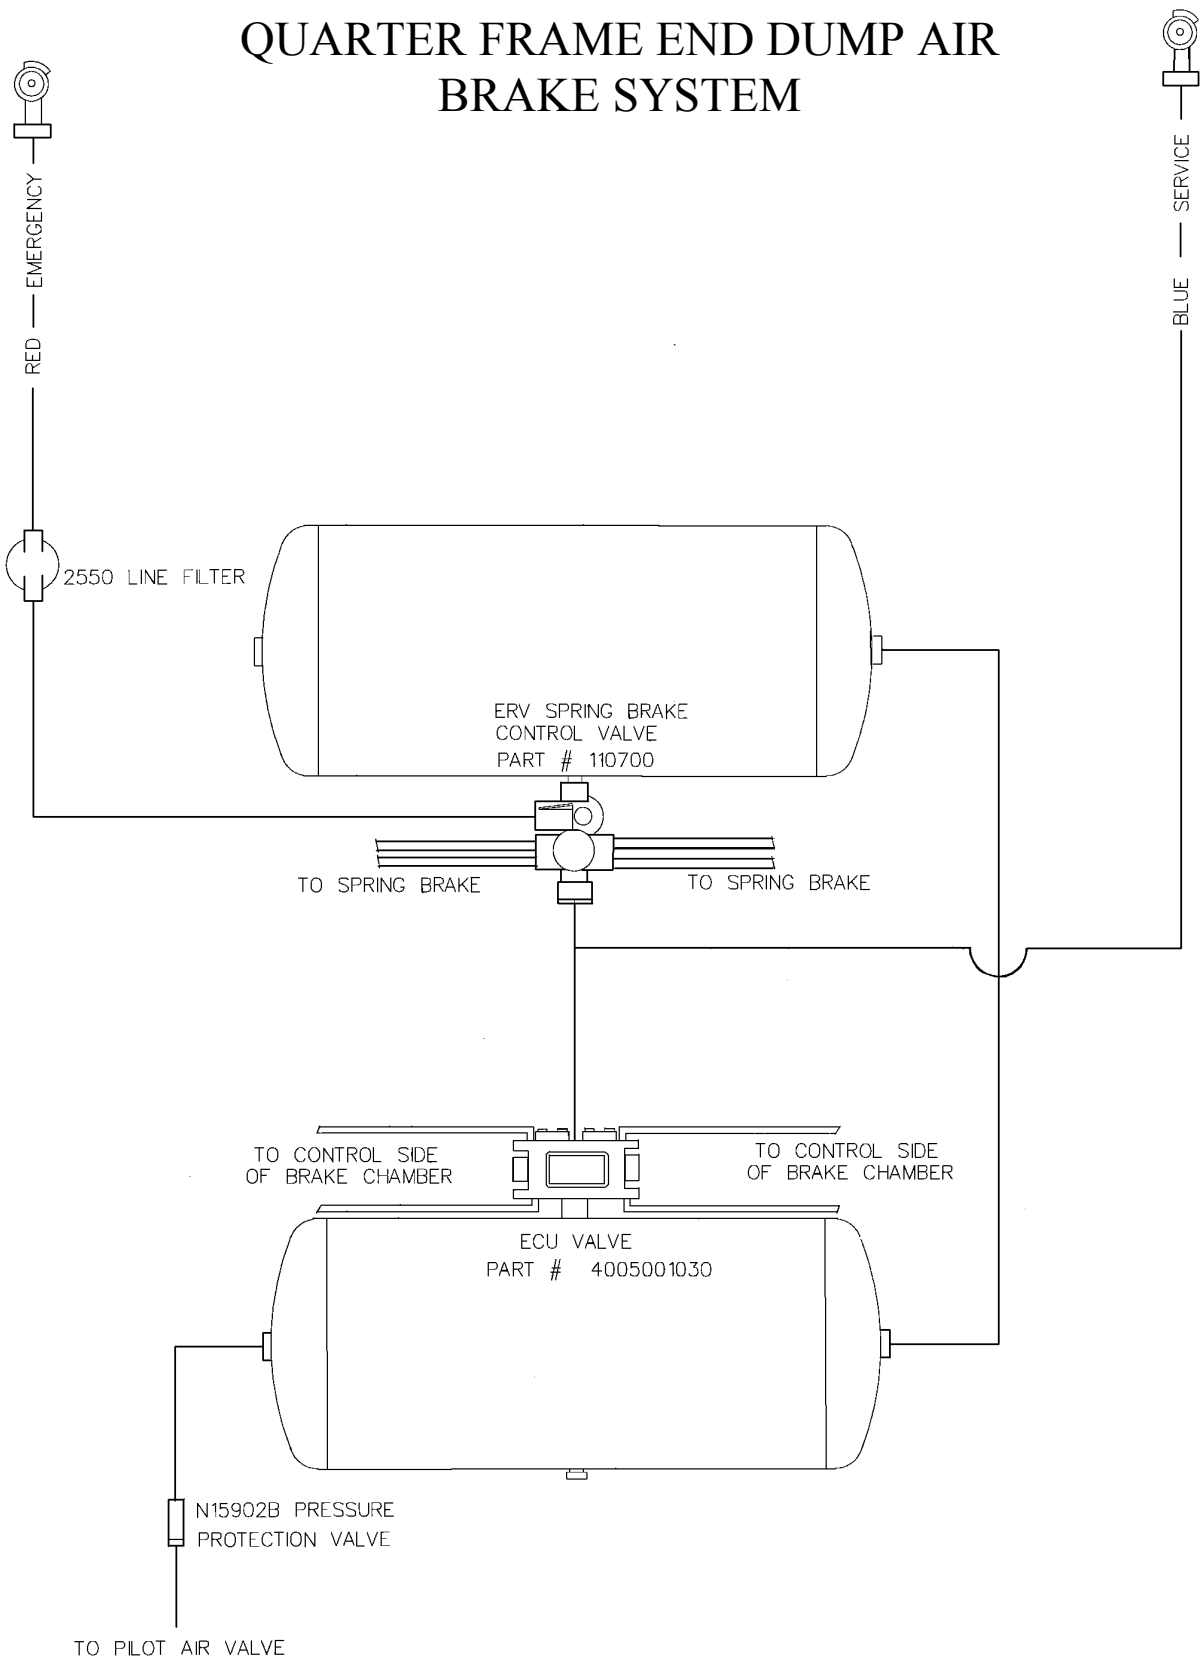 QUARTER FRAME END DUMP AIR
BRAKE SYSTEM
RED — EMERGENCY
BLUE — SERVICE
2550 LINE FILTER
ERV SPRING BRAKE
CONTROL VALVE
PART # 110700
TO SPRING BRAKE
TO SPRING BRAKE
TO CONTROL SIDE
OF BRAKE CHAMBER
TO CONTROL SIDE
OF BRAKE CHAMBER
ECU VALVE
PART # 4005001030
N15902B PRESSURE
PROTECTION VALVE
TO PILOT AIR VALVE